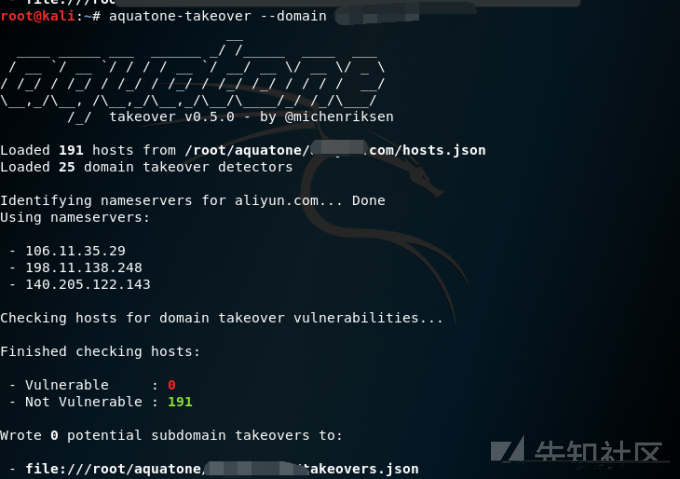 - file:///roo
root@kali:~# aquatone-takeover --domain
aquatone
takeover v0.5.0 - by @michenriksen
Loaded 191 hosts from /root/aquatone/ .com/hosts.json
Loaded 25 domain takeover detectors
Identifying nameservers for aliyun.com... Done
Using nameservers:
- 106.11.35.29
- 198.11.138.248
- 140.205.122.143
Checking hosts for domain takeover vulnerabilities...
Finished checking hosts:
- Vulnerable : 0
- Not Vulnerable : 191
Wrote 0 potential subdomain takeovers to:
- file:///root/aquatone/ /takeovers.json
先知社区